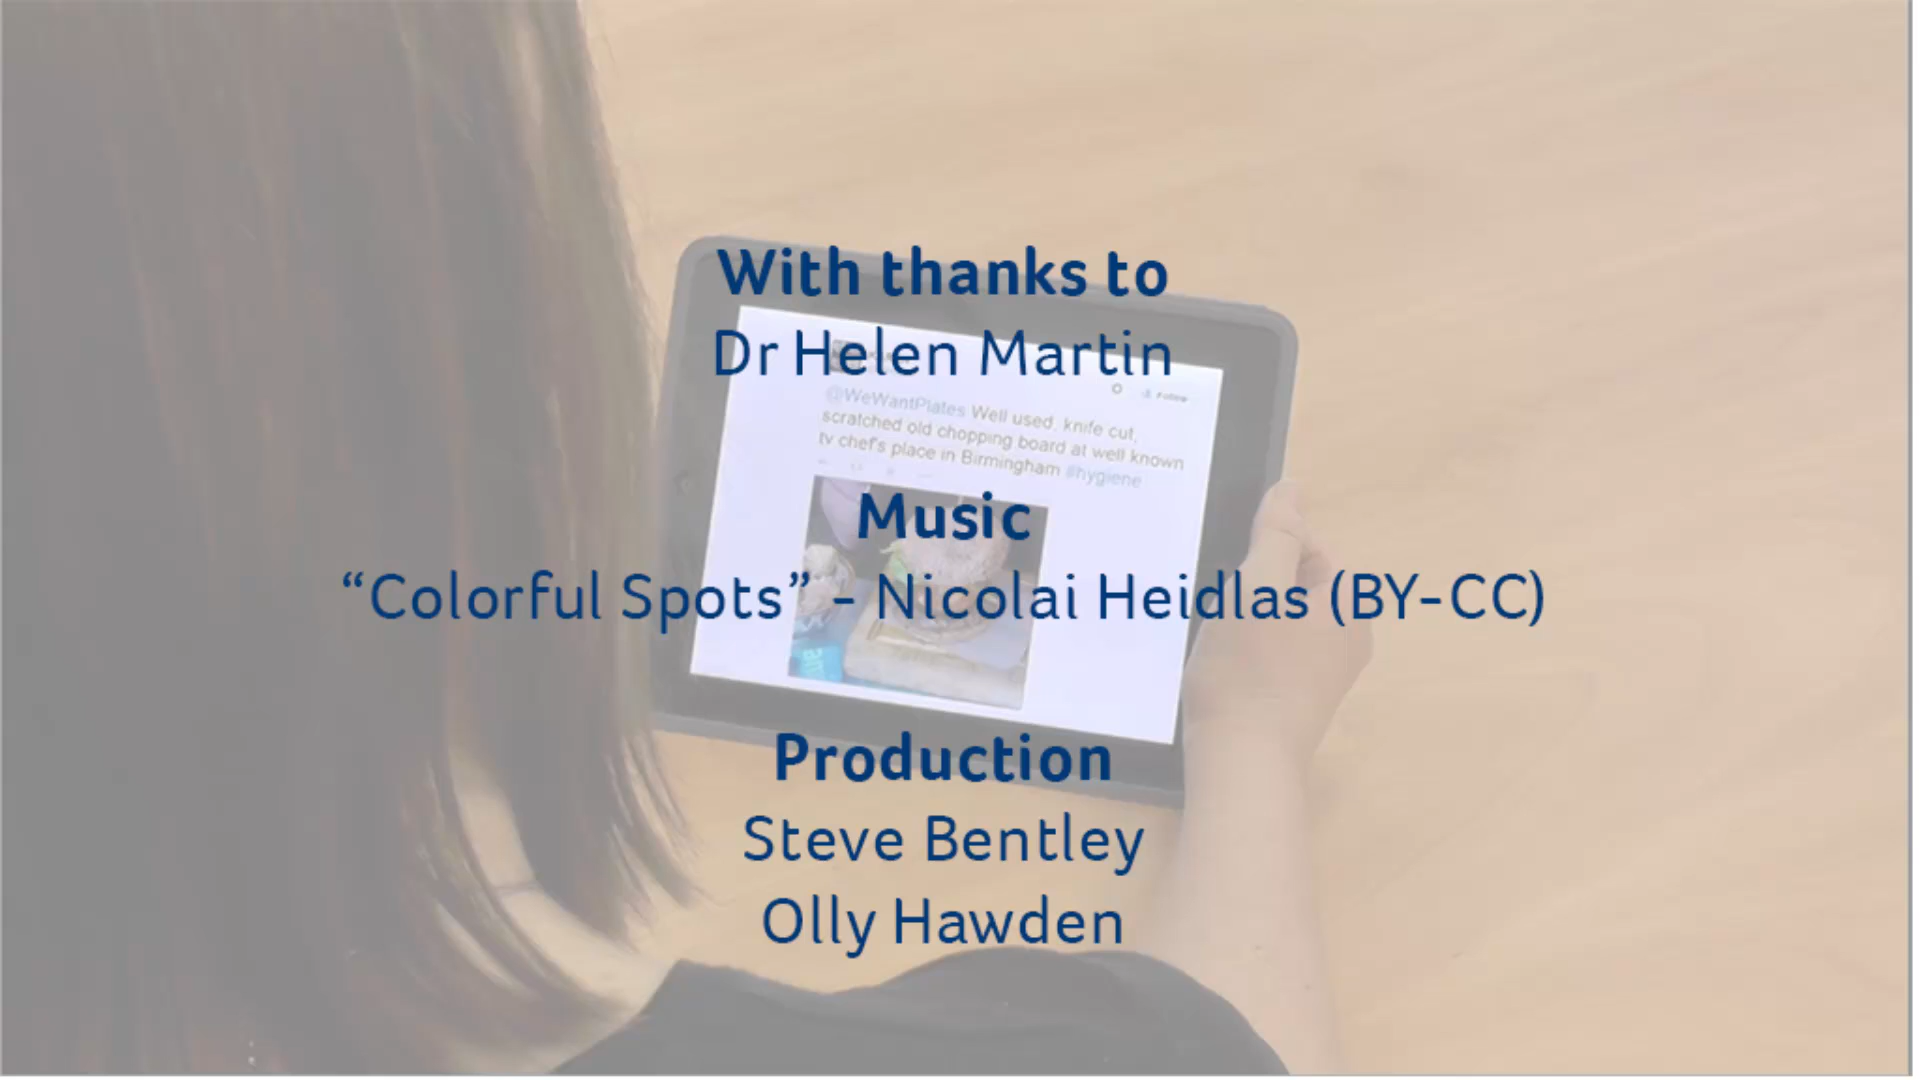 With thanks to
Dr Helen Martin
@WeWantPlates Well used, knife cut,
scratched old chopping board at well known
tv chef's place in Birmingham #hygiene
Follow
Music
“Colorful Spots” - Nicolai Heidlas (BY-CC)
Production
Steve Bentley
Olly Hawden